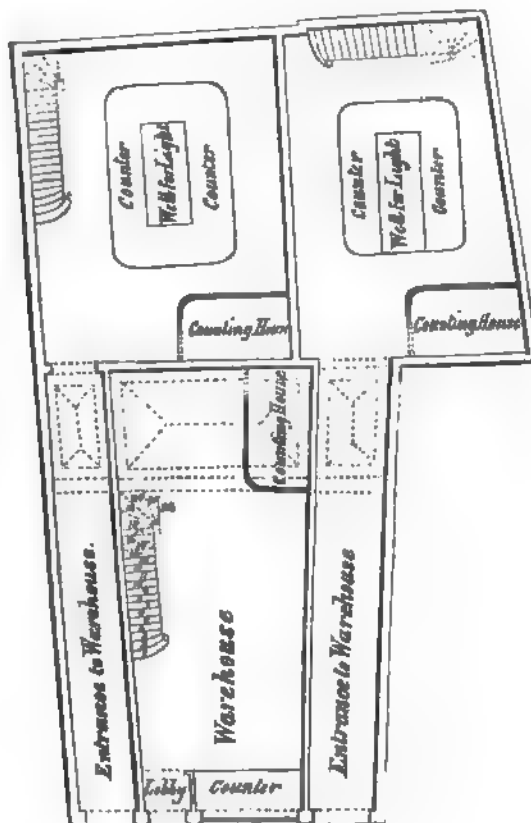 Counter
Well for Light
Counter
Counter
Well for Light
Counter
Counting House
Counting House
Counting House
Entrance to Warehouse.
Warehouse
Entrance to Warehouse
Lobby
Counter